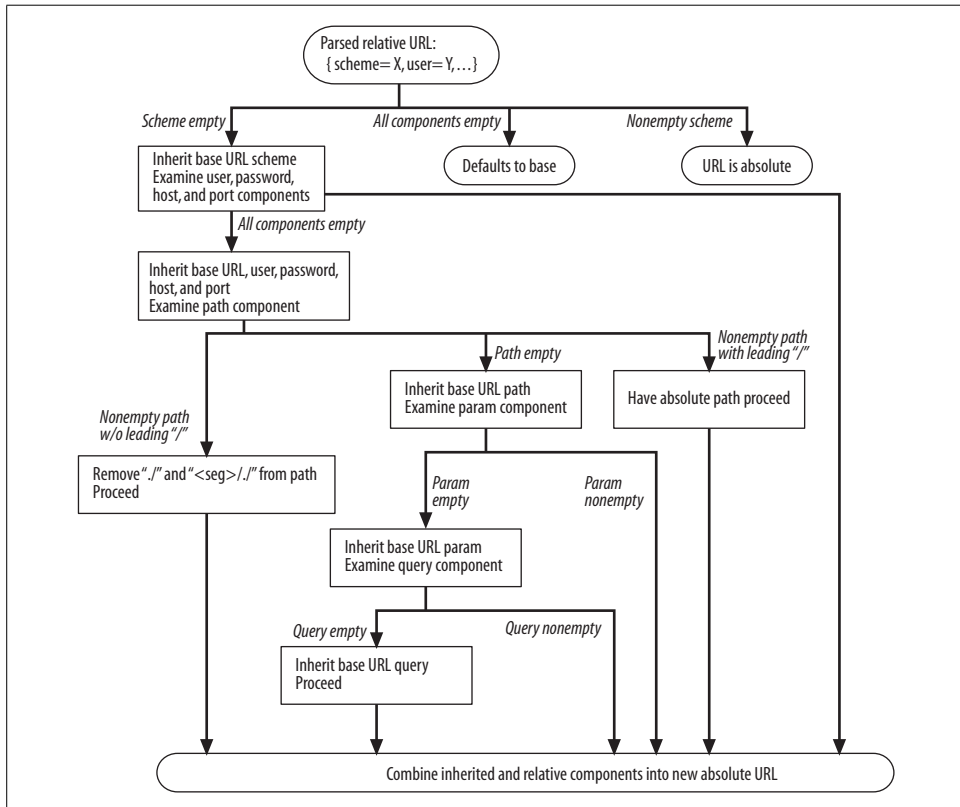 Parsed relative URL:
{ scheme= X, user= Y, … }
Scheme empty
All components empty
Nonempty scheme
Inherit base URL scheme
Examine user, password,
host, and port components
Defaults to base
URL is absolute
All components empty
Inherit base URL, user, password,
host, and port
Examine path component
Nonempty path
w/o leading “/”
Path empty
Nonempty path
with leading “/”
Inherit base URL path
Examine param component
Have absolute path proceed
Remove “./” and “<seg>/./” from path
Proceed
Param
empty
Param
nonempty
Inherit base URL param
Examine query component
Query empty
Query nonempty
Inherit base URL query
Proceed
Combine inherited and relative components into new absolute URL